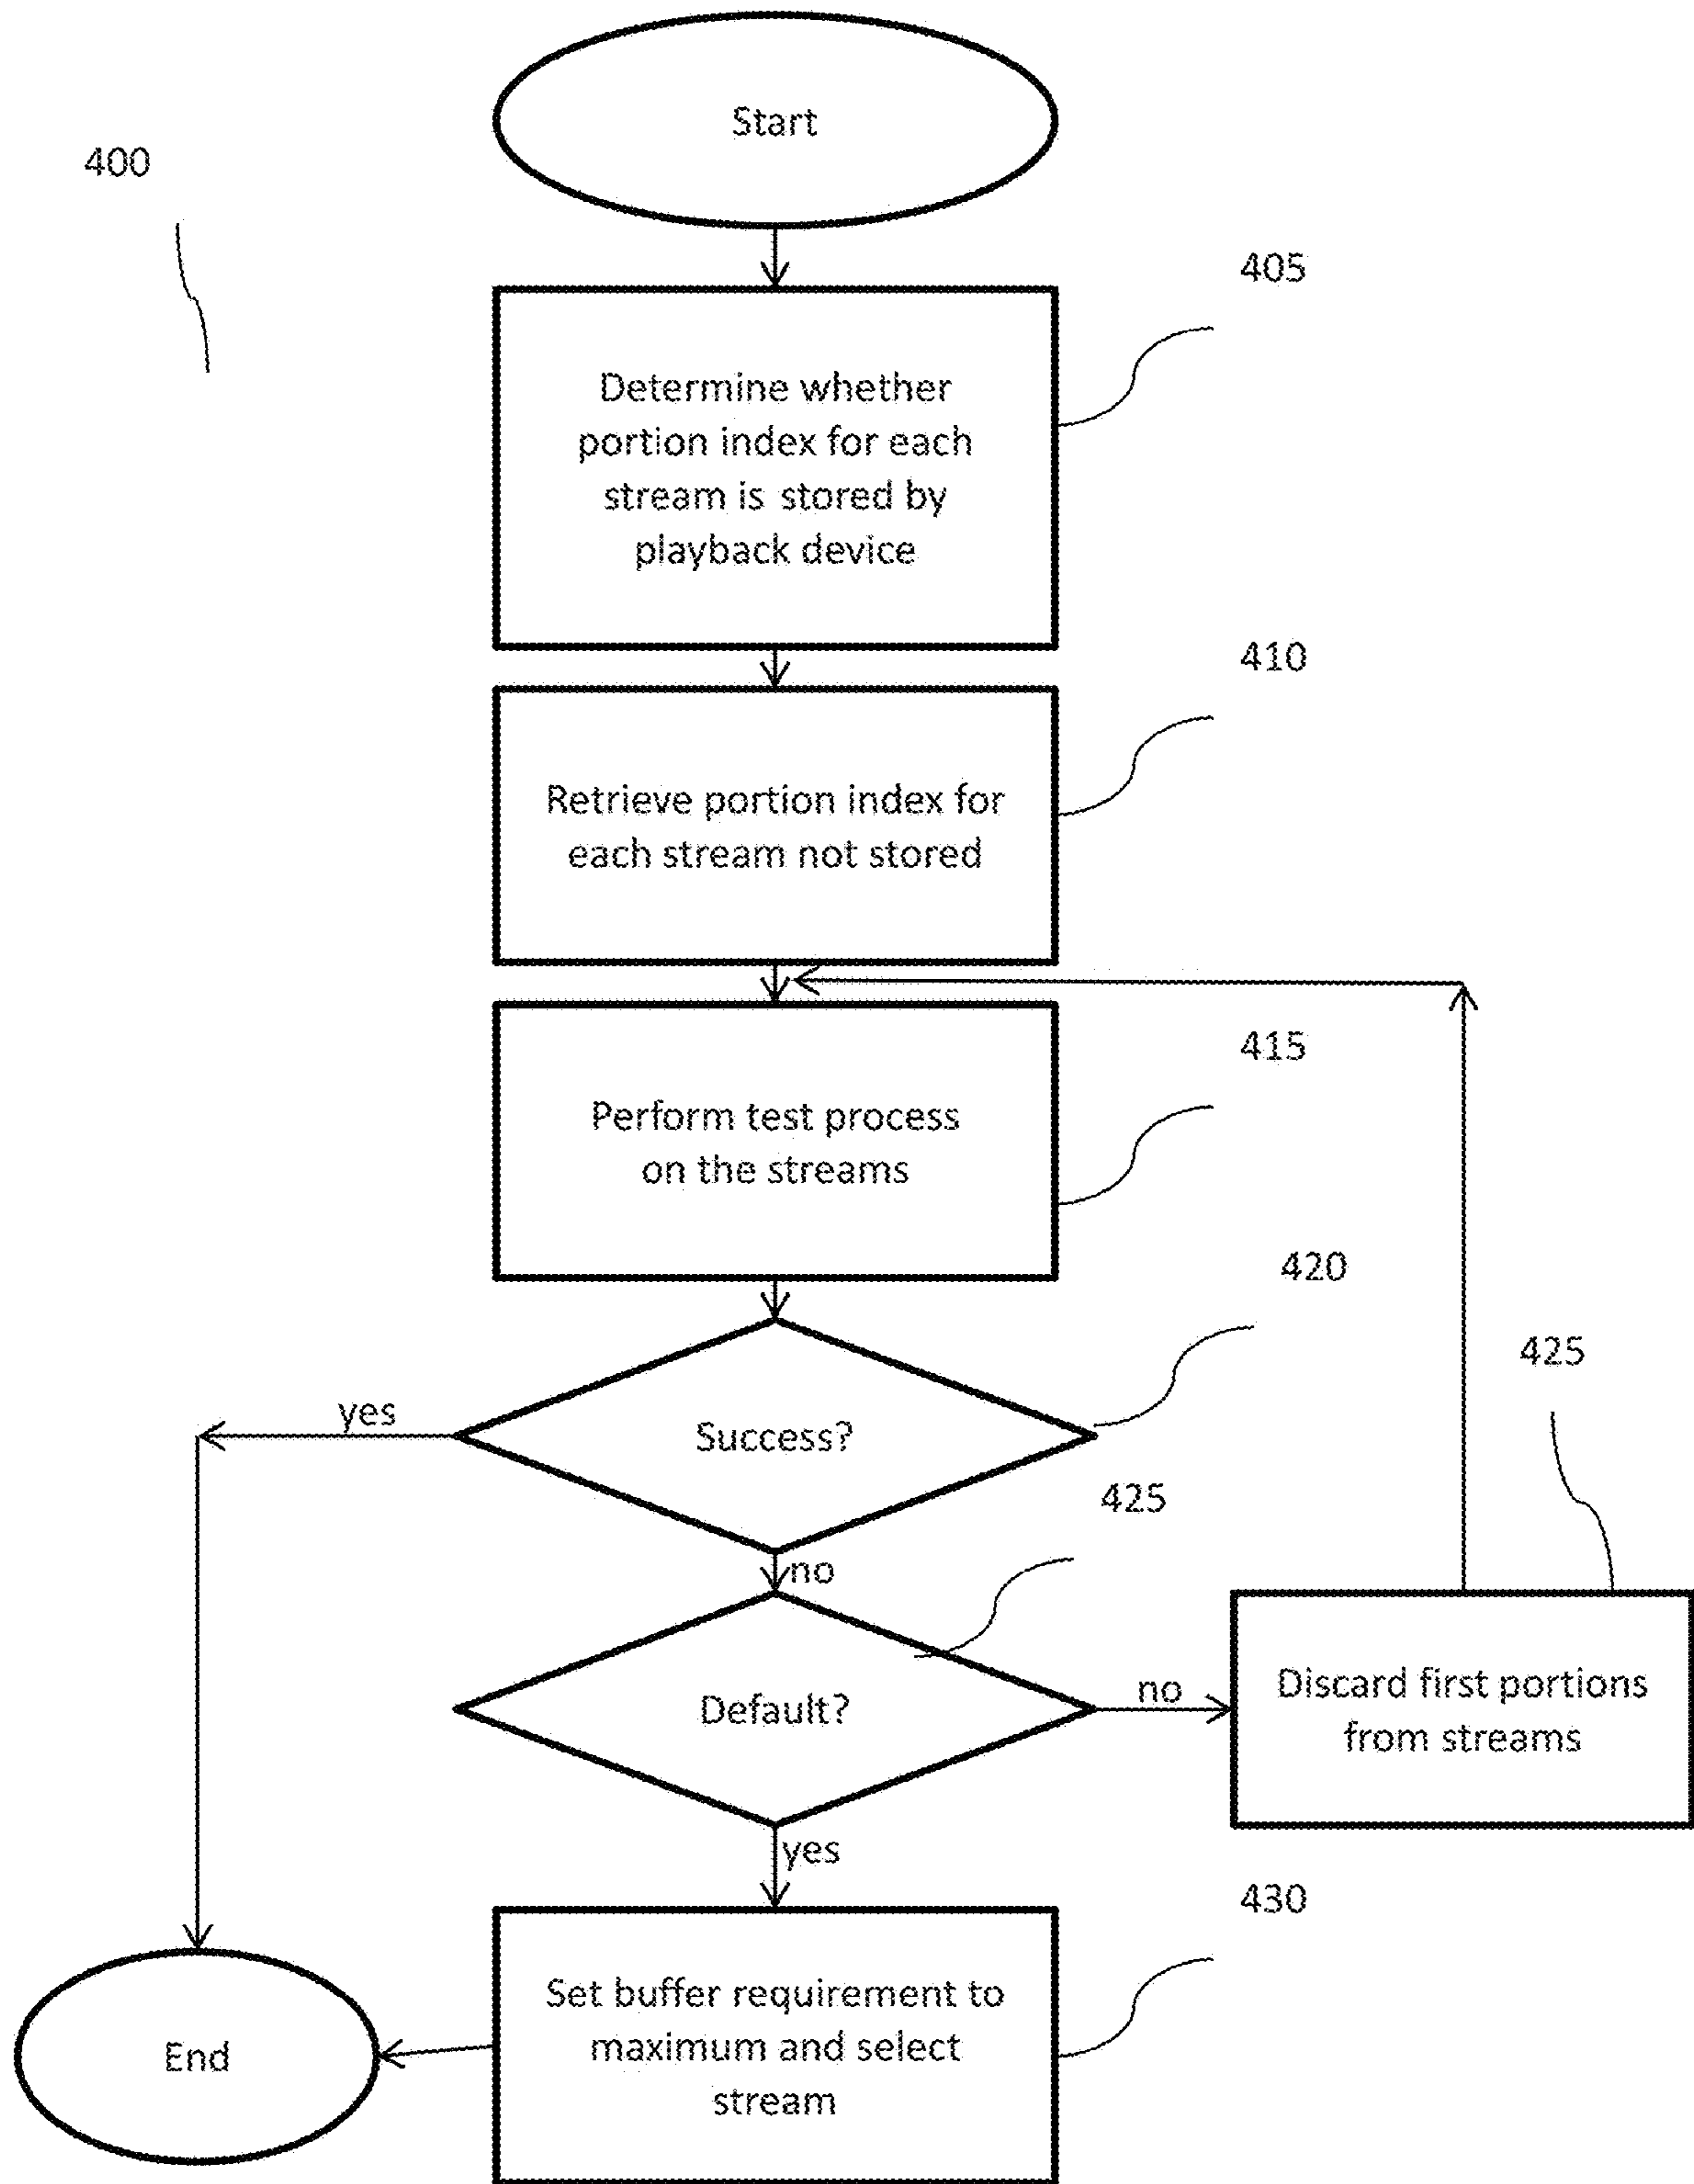 Start
400
405
Determine whether
portion index for each
stream is stored by
playback device
410
Retrieve portion index for
each stream not stored
415
Perform test process
on the streams
420
Success?
yes
no
425
425
Default?
no
Discard first portions
from streams
yes
430
Set buffer requirement to
maximum and select
stream
End